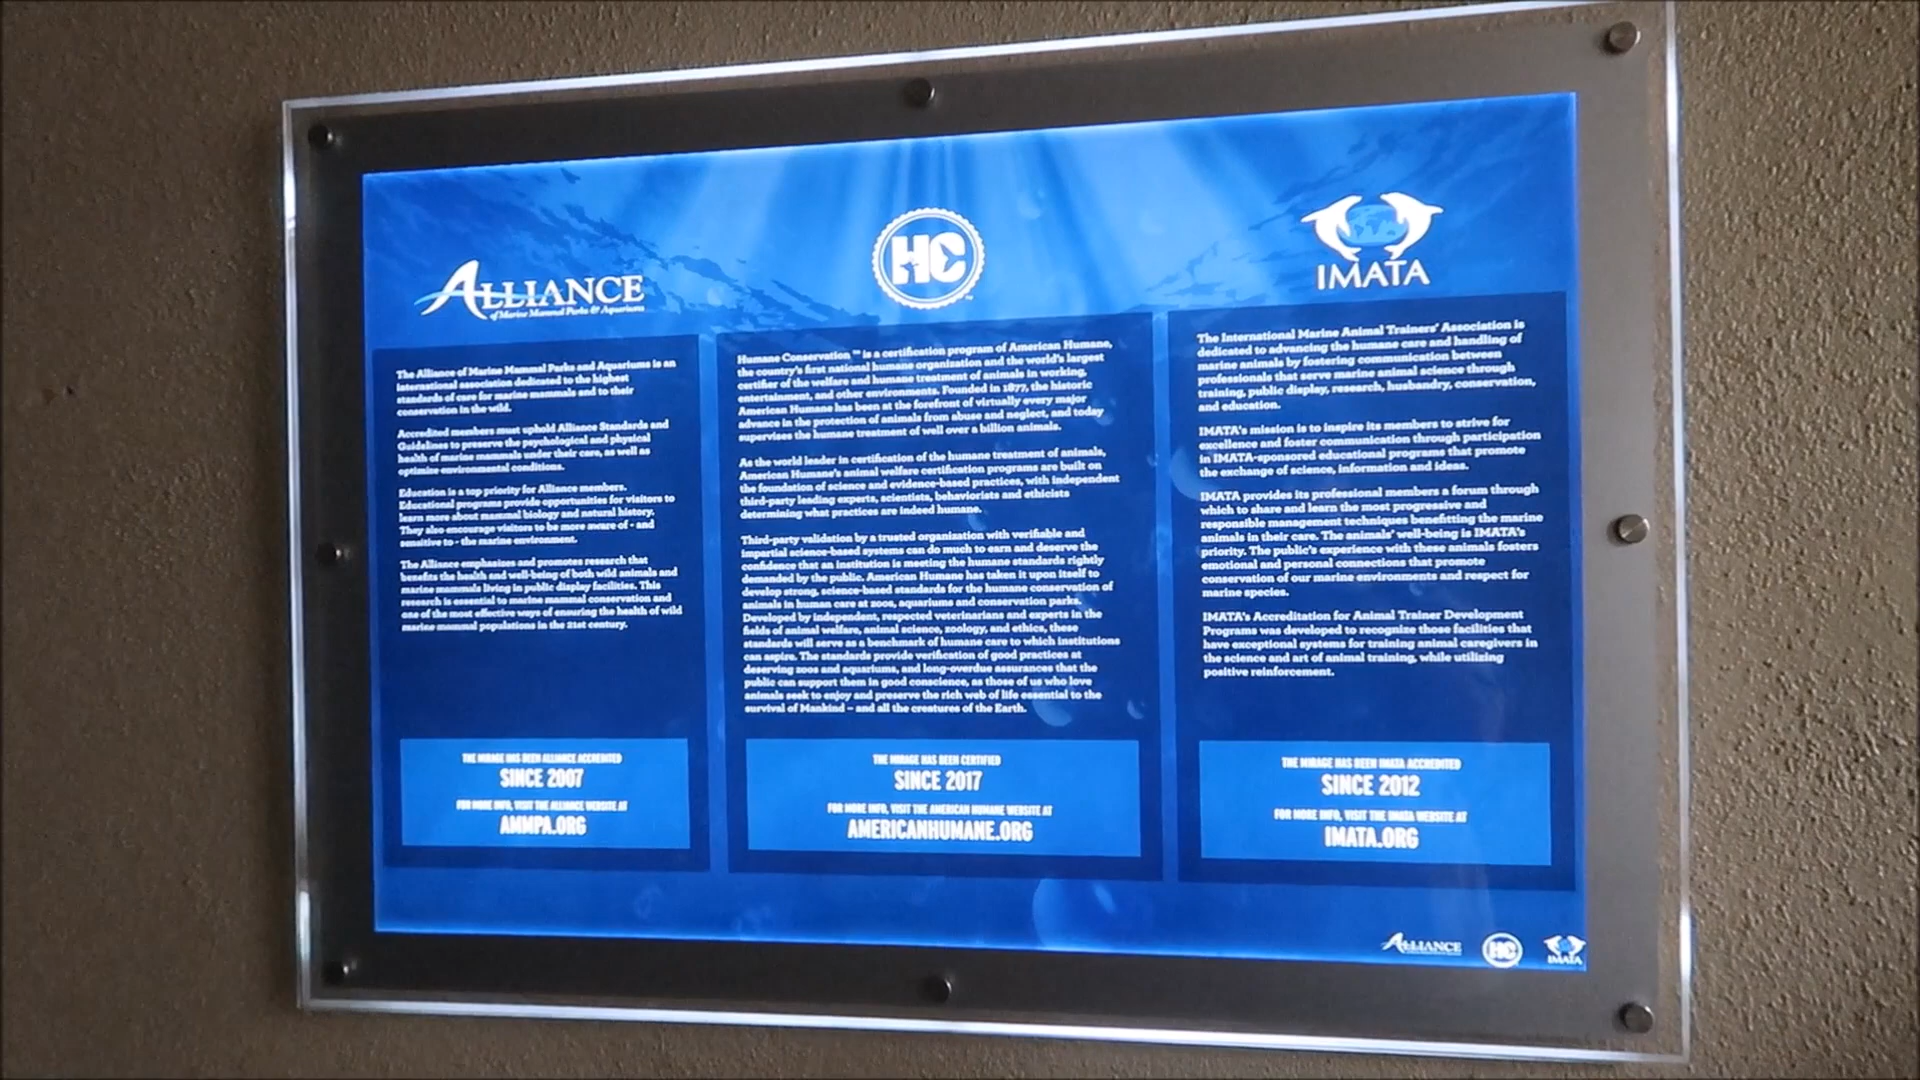 ALLIANCE
of Marine Mammal Parks & Aquariums
The Alliance of Marine Mammal Parks and Aquariums is an
international association dedicated to the highest
standards of care for marine mammals and to their
conservation in the wild.
Accredited members must uphold Alliance Standards and
Guidelines to preserve the psychological and physical
health of marine mammals under their care, as well as
optimize environmental conditions.
Education is a top priority for Alliance members.
Educational programs provide opportunities for visitors to
learn more about mammal biology and natural history.
They also encourage visitors to be more aware of - and
sensitive to - the marine environment.
The Alliance emphasizes and promotes research that
benefits the health and well-being of both wild animals and
marine mammals living in public display facilities. This
research is essential to marine mammal conservation and
one of the most effective ways of ensuring the health of wild
marine mammal populations in the 21st century.
THE MIRAGE HAS BEEN ALLIANCE ACCREDITED
SINCE 2007
FOR MORE INFO, VISIT THE ALLIANCE WEBSITE AT
AMMPA.ORG
HC
TM
Humane Conservation ™ is a certification program of American Humane,
the country's first national humane organization and the world's largest
certifier of the welfare and humane treatment of animals in working,
entertainment, and other environments. Founded in 1877, the historic
American Humane has been at the forefront of virtually every major
advance in the protection of animals from abuse and neglect, and today
supervises the humane treatment of well over a billion animals.
As the world leader in certification of the humane treatment of animals,
American Humane's animal welfare certification programs are built on
the foundation of science and evidence-based practices, with independent
third-party leading experts, scientists, behaviorists and ethicists
determining what practices are indeed humane.
Third-party validation by a trusted organization with verifiable and
impartial science-based systems can do much to earn and deserve the
confidence that an institution is meeting the humane standards rightly
demanded by the public. American Humane has taken it upon itself to
develop strong, science-based standards for the humane conservation of
animals in human care at zoos, aquariums and conservation parks.
Developed by independent, respected veterinarians and experts in the
fields of animal welfare, animal science, zoology, and ethics, these
standards will serve as a benchmark of humane care to which institutions
can aspire. The standards provide verification of good practices at
deserving zoos and aquariums, and long-overdue assurances that the
public can support them in good conscience, as those of us who love
animals seek to enjoy and preserve the rich web of life essential to the
survival of Mankind – and all the creatures of the Earth.
THE MIRAGE HAS BEEN CERTIFIED
SINCE 2017
FOR MORE INFO, VISIT THE AMERICAN HUMANE WEBSITE AT
AMERICANHUMANE.ORG
IMATA
The International Marine Animal Trainers' Association is
dedicated to advancing the humane care and handling of
marine animals by fostering communication between
professionals that serve marine animal science through
training, public display, research, husbandry, conservation,
and education.
IMATA's mission is to inspire its members to strive for
excellence and foster communication through participation
in IMATA-sponsored educational programs that promote
the exchange of science, information and ideas.
IMATA provides its professional members a forum through
which to share and learn the most progressive and
responsible management techniques benefitting the marine
animals in their care. The animals' well-being is IMATA's
priority. The public's experience with these animals fosters
emotional and personal connections that promote
conservation of our marine environments and respect for
marine species.
IMATA's Accreditation for Animal Trainer Development
Programs was developed to recognize those facilities that
have exceptional systems for training animal caregivers in
the science and art of animal training, while utilizing
positive reinforcement.
THE MIRAGE HAS BEEN IMATA ACCREDITED
SINCE 2012
FOR MORE INFO, VISIT THE IMATA WEBSITE AT
IMATA.ORG
ALLIANCE
HC
IMATA